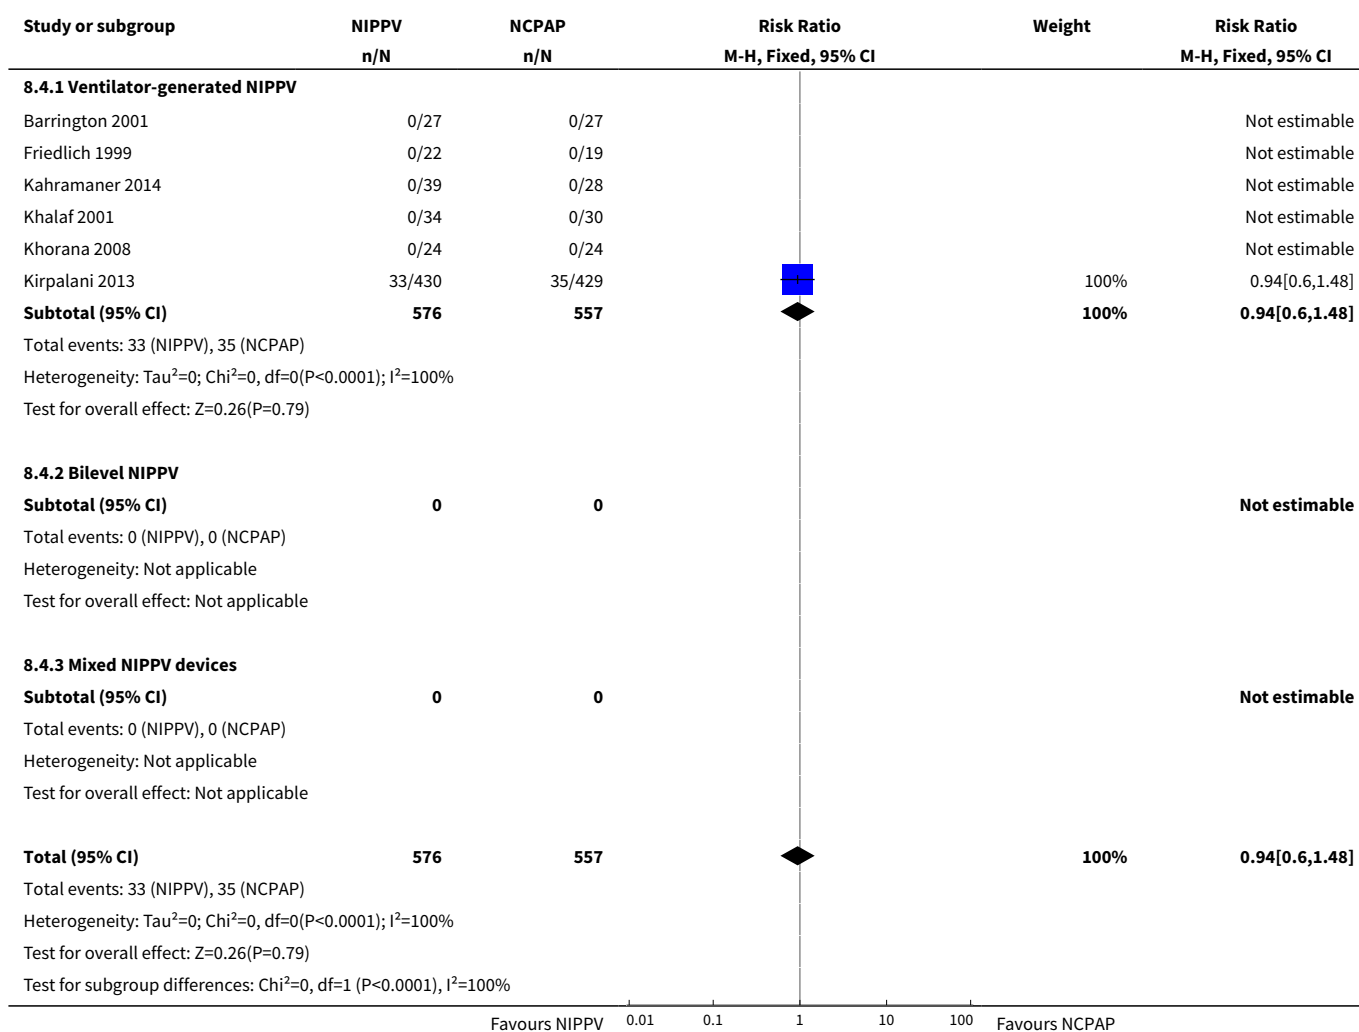 Study or subgroup NIPPV NCPAP Risk Ratio Weight Risk Ratio
n/N n/N M-H, Fixed, 95% CI M-H, Fixed, 95% CI
8.4.1 Ventilator-generated NIPPV
Barrington 2001 0/27 0/27 Not estimable
Friedlich 1999 0/22 0/19 Not estimable
Kahramaner 2014 0/39 0/28 Not estimable
Khalaf 2001 0/34 0/30 Not estimable
Khorana 2008 0/24 0/24 Not estimable
Kirpalani 2013 33/430 35/429 100% 0.94[0.6,1.48]
Subtotal (95% CI) 576 557 100% 0.94[0.6,1.48]
Total events: 33 (NIPPV), 35 (NCPAP)
Heterogeneity: Tau²=0; Chi²=0, df=0(P<0.0001); I²=100%
Test for overall effect: Z=0.26(P=0.79)
8.4.2 Bilevel NIPPV
Subtotal (95% CI) 0 0 Not estimable
Total events: 0 (NIPPV), 0 (NCPAP)
Heterogeneity: Not applicable
Test for overall effect: Not applicable
8.4.3 Mixed NIPPV devices
Subtotal (95% CI) 0 0 Not estimable
Total events: 0 (NIPPV), 0 (NCPAP)
Heterogeneity: Not applicable
Test for overall effect: Not applicable
Total (95% CI) 576 557 100% 0.94[0.6,1.48]
Total events: 33 (NIPPV), 35 (NCPAP)
Heterogeneity: Tau²=0; Chi²=0, df=0(P<0.0001); I²=100%
Test for overall effect: Z=0.26(P=0.79)
Test for subgroup differences: Chi²=0, df=1 (P<0.0001), I²=100%
Favours NIPPV 0.01 0.1 1 10 100 Favours NCPAP